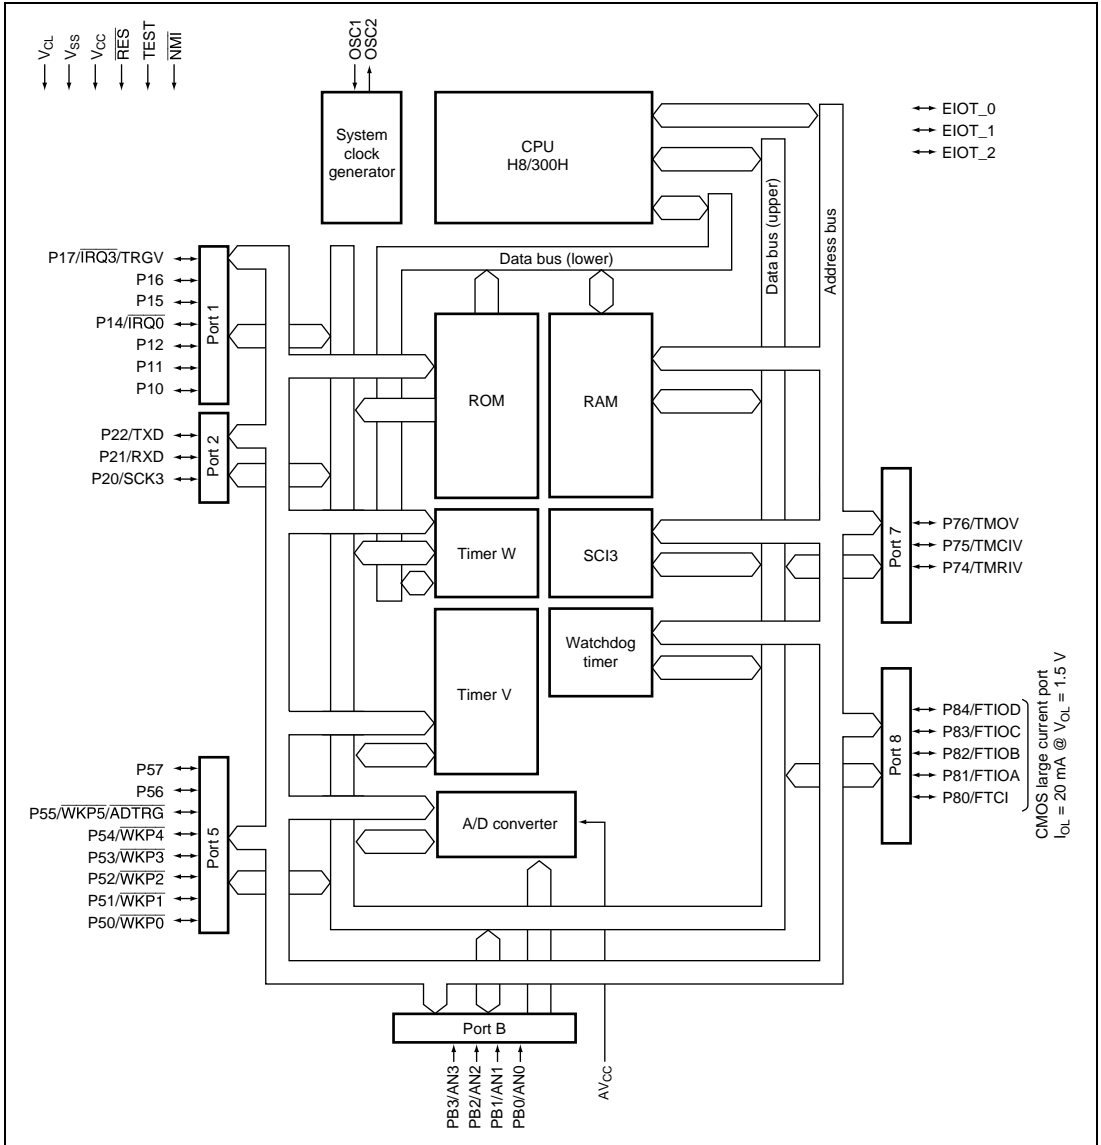 VCL
VSS
VCC
RES
TEST
NMI
OSC1
OSC2
System
clock
generator
CPU
H8/300H
EIOT_0
EIOT_1
EIOT_2
Data bus (upper)
Address bus
Data bus (lower)
P17/IRQ3/TRGV
P16
P15
P14/IRQ0
P12
P11
P10
Port 1
P22/TXD
P21/RXD
P20/SCK3
Port 2
ROM
RAM
Timer W
SCI3
Timer V
Watchdog
timer
A/D converter
P76/TMOV
P75/TMCIV
P74/TMRIV
Port 7
P84/FTIOD
P83/FTIOC
P82/FTIOB
P81/FTIOA
P80/FTCI
Port 8
CMOS large current port
IOL = 20 mA @ VOL = 1.5 V
P57
P56
P55/WKP5/ADTRG
P54/WKP4
P53/WKP3
P52/WKP2
P51/WKP1
P50/WKP0
Port 5
Port B
PB3/AN3
PB2/AN2
PB1/AN1
PB0/AN0
AVCC